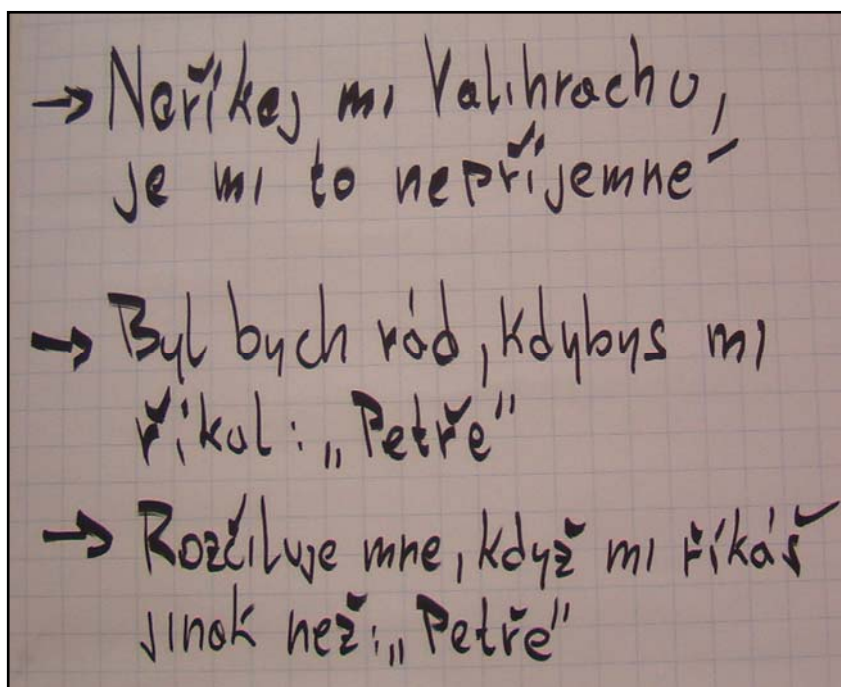 → Neříkej mi Valihrachu,
je mi to nepříjemné
→ Byl bych rád, kdybys mi
říkal: „Petře"
→ Rozčiluje mne, když mi říkáš
jinak než: „Petře"